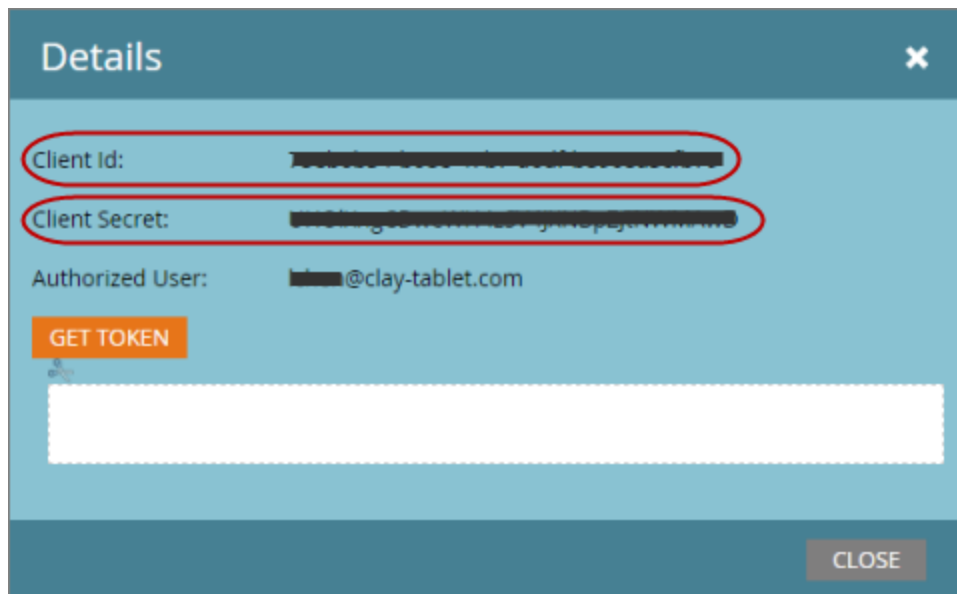 Details
Client Id:
Client Secret:
Authorized User: @clay-tablet.com
GET TOKEN
CLOSE